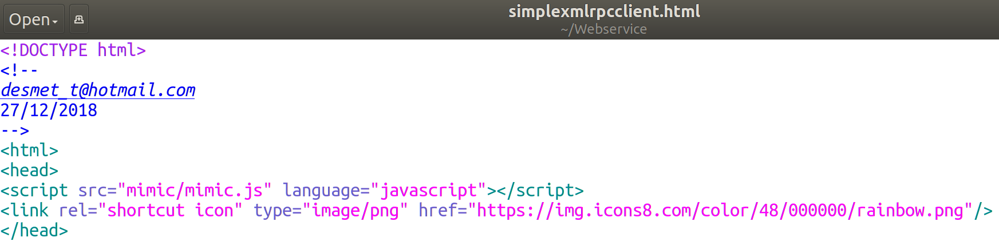 Open
simplexmlrpcclient.html
~/Webservice
<!DOCTYPE html>
<!--
desmet_t@hotmail.com
27/12/2018
-->
<html>
<head>
<script src="mimic/mimic.js" language="javascript"></script>
<link rel="shortcut icon" type="image/png" href="https://img.icons8.com/color/48/000000/rainbow.png"/>
</head>